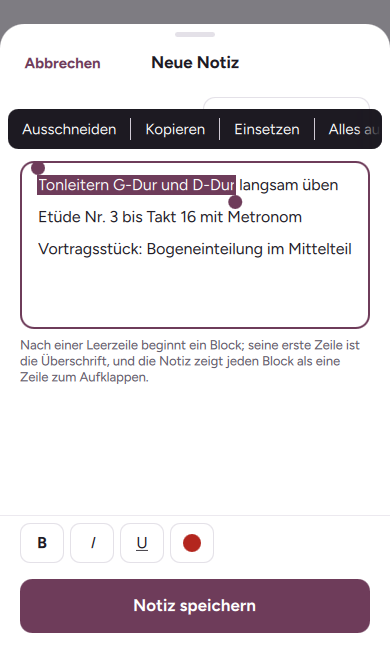 Abbrechen
Neue Notiz
Ausschneiden
Kopieren
Einsetzen
Alles au
Tonleitern G-Dur und D-Dur langsam üben
Etüde Nr. 3 bis Takt 16 mit Metronom
Vortragsstück: Bogeneinteilung im Mittelteil
Nach einer Leerzeile beginnt ein Block; seine erste Zeile ist
die Überschrift, und die Notiz zeigt jeden Block als eine
Zeile zum Aufklappen.
B
I
U
Notiz speichern